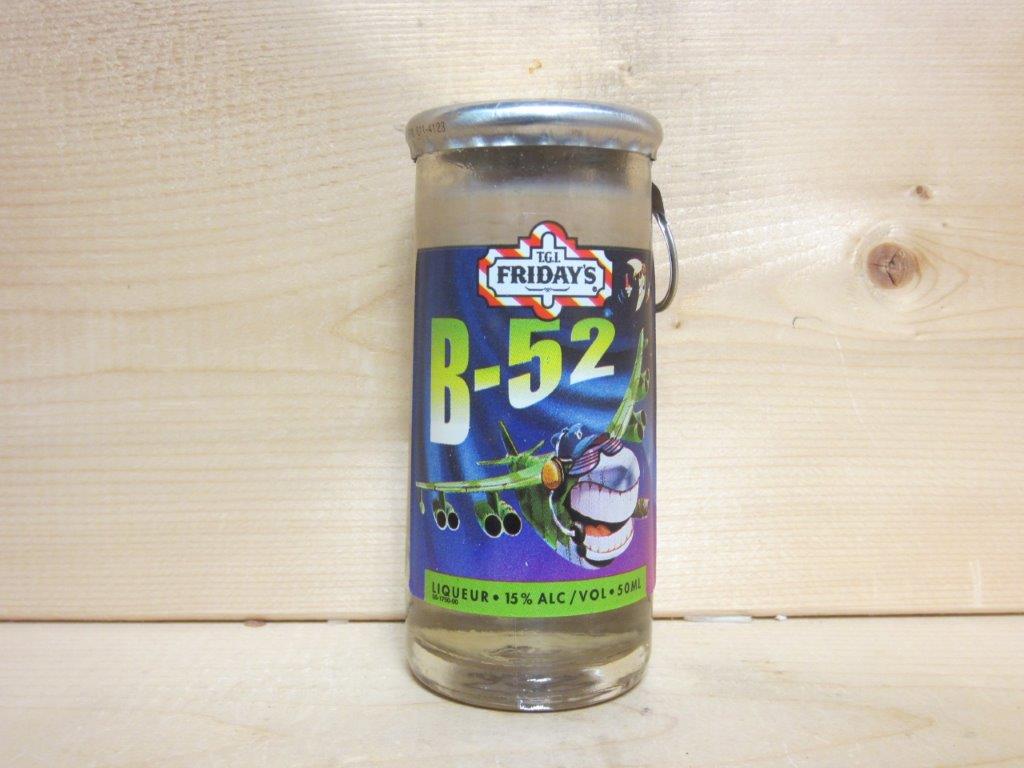 T.G.I.
FRIDAY'S
B-52
LIQUEUR • 15% ALC/VOL • 50ML